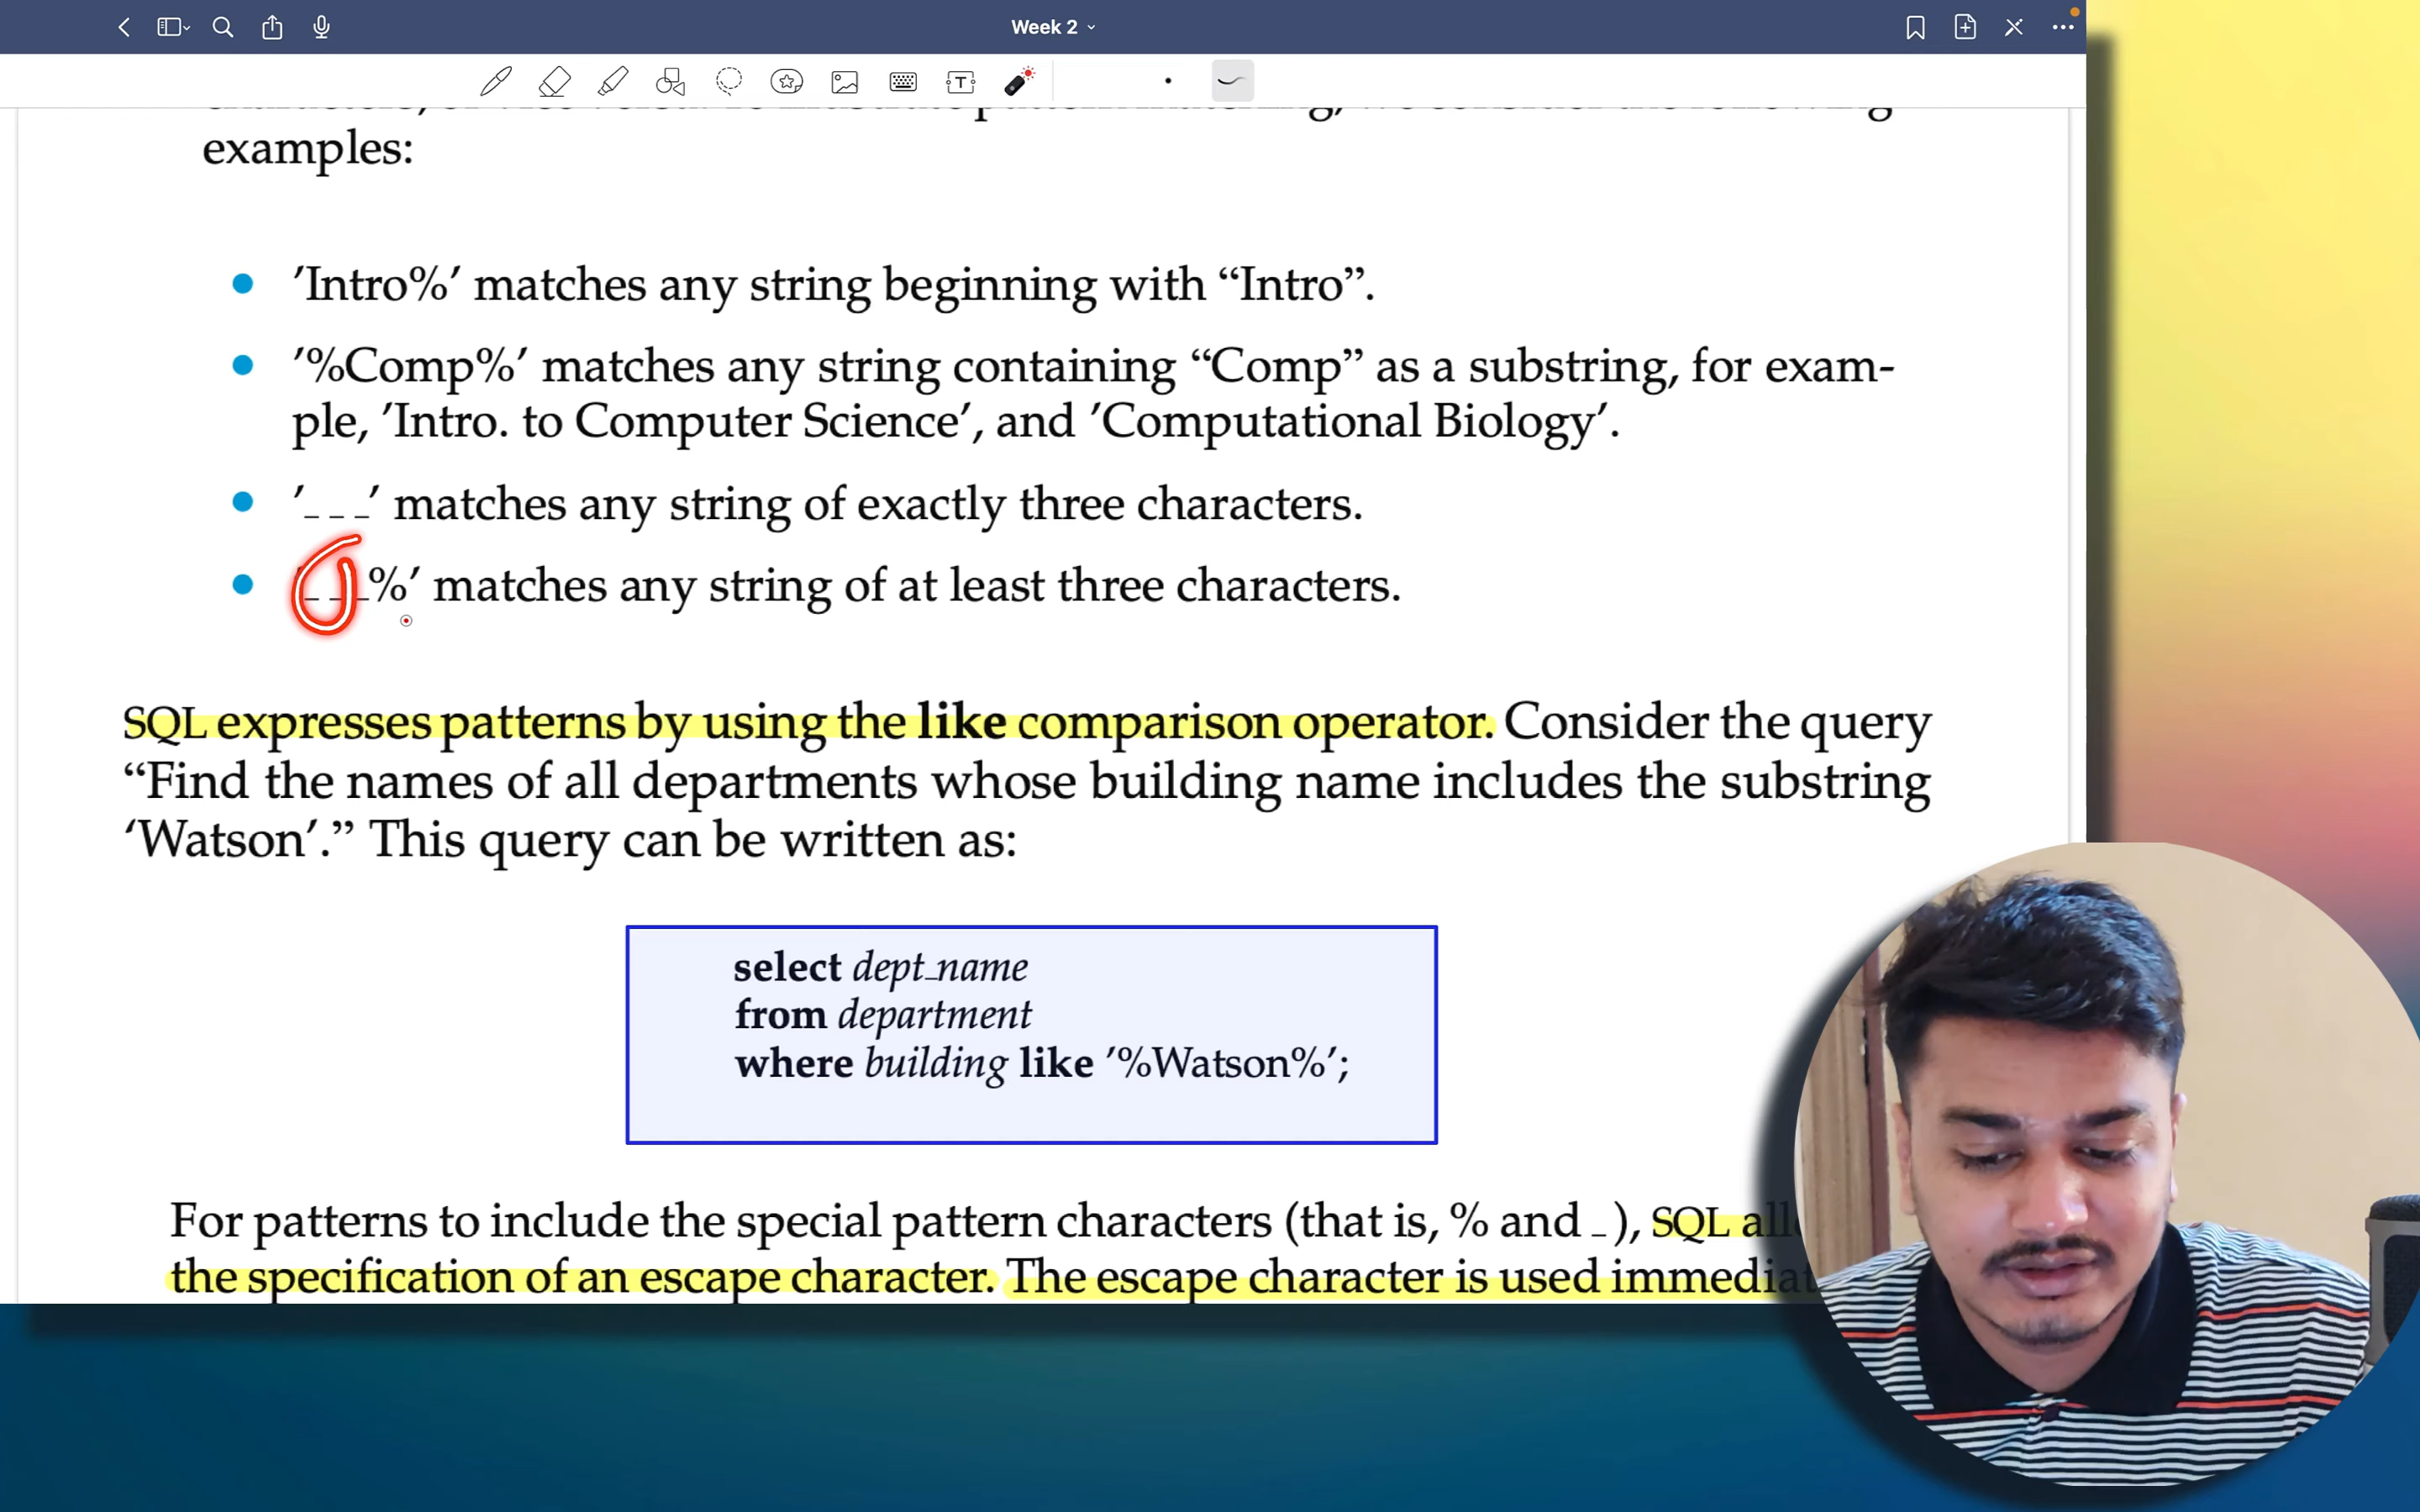 Week 2
examples:
’Intro%’ matches any string beginning with “Intro”.
’%Comp%’ matches any string containing “Comp” as a substring, for exam-
ple, ’Intro. to Computer Science’, and ’Computational Biology’.
’_ _ _’ matches any string of exactly three characters.
’_ _ _%’ matches any string of at least three characters.
SQL expresses patterns by using the like comparison operator. Consider the query
“Find the names of all departments whose building name includes the substring
‘Watson’.” This query can be written as:
select dept_name
from department
where building like ’%Watson%’;
For patterns to include the special pattern characters (that is, % and _ ), SQL
the specification of an escape character. The escape character is used